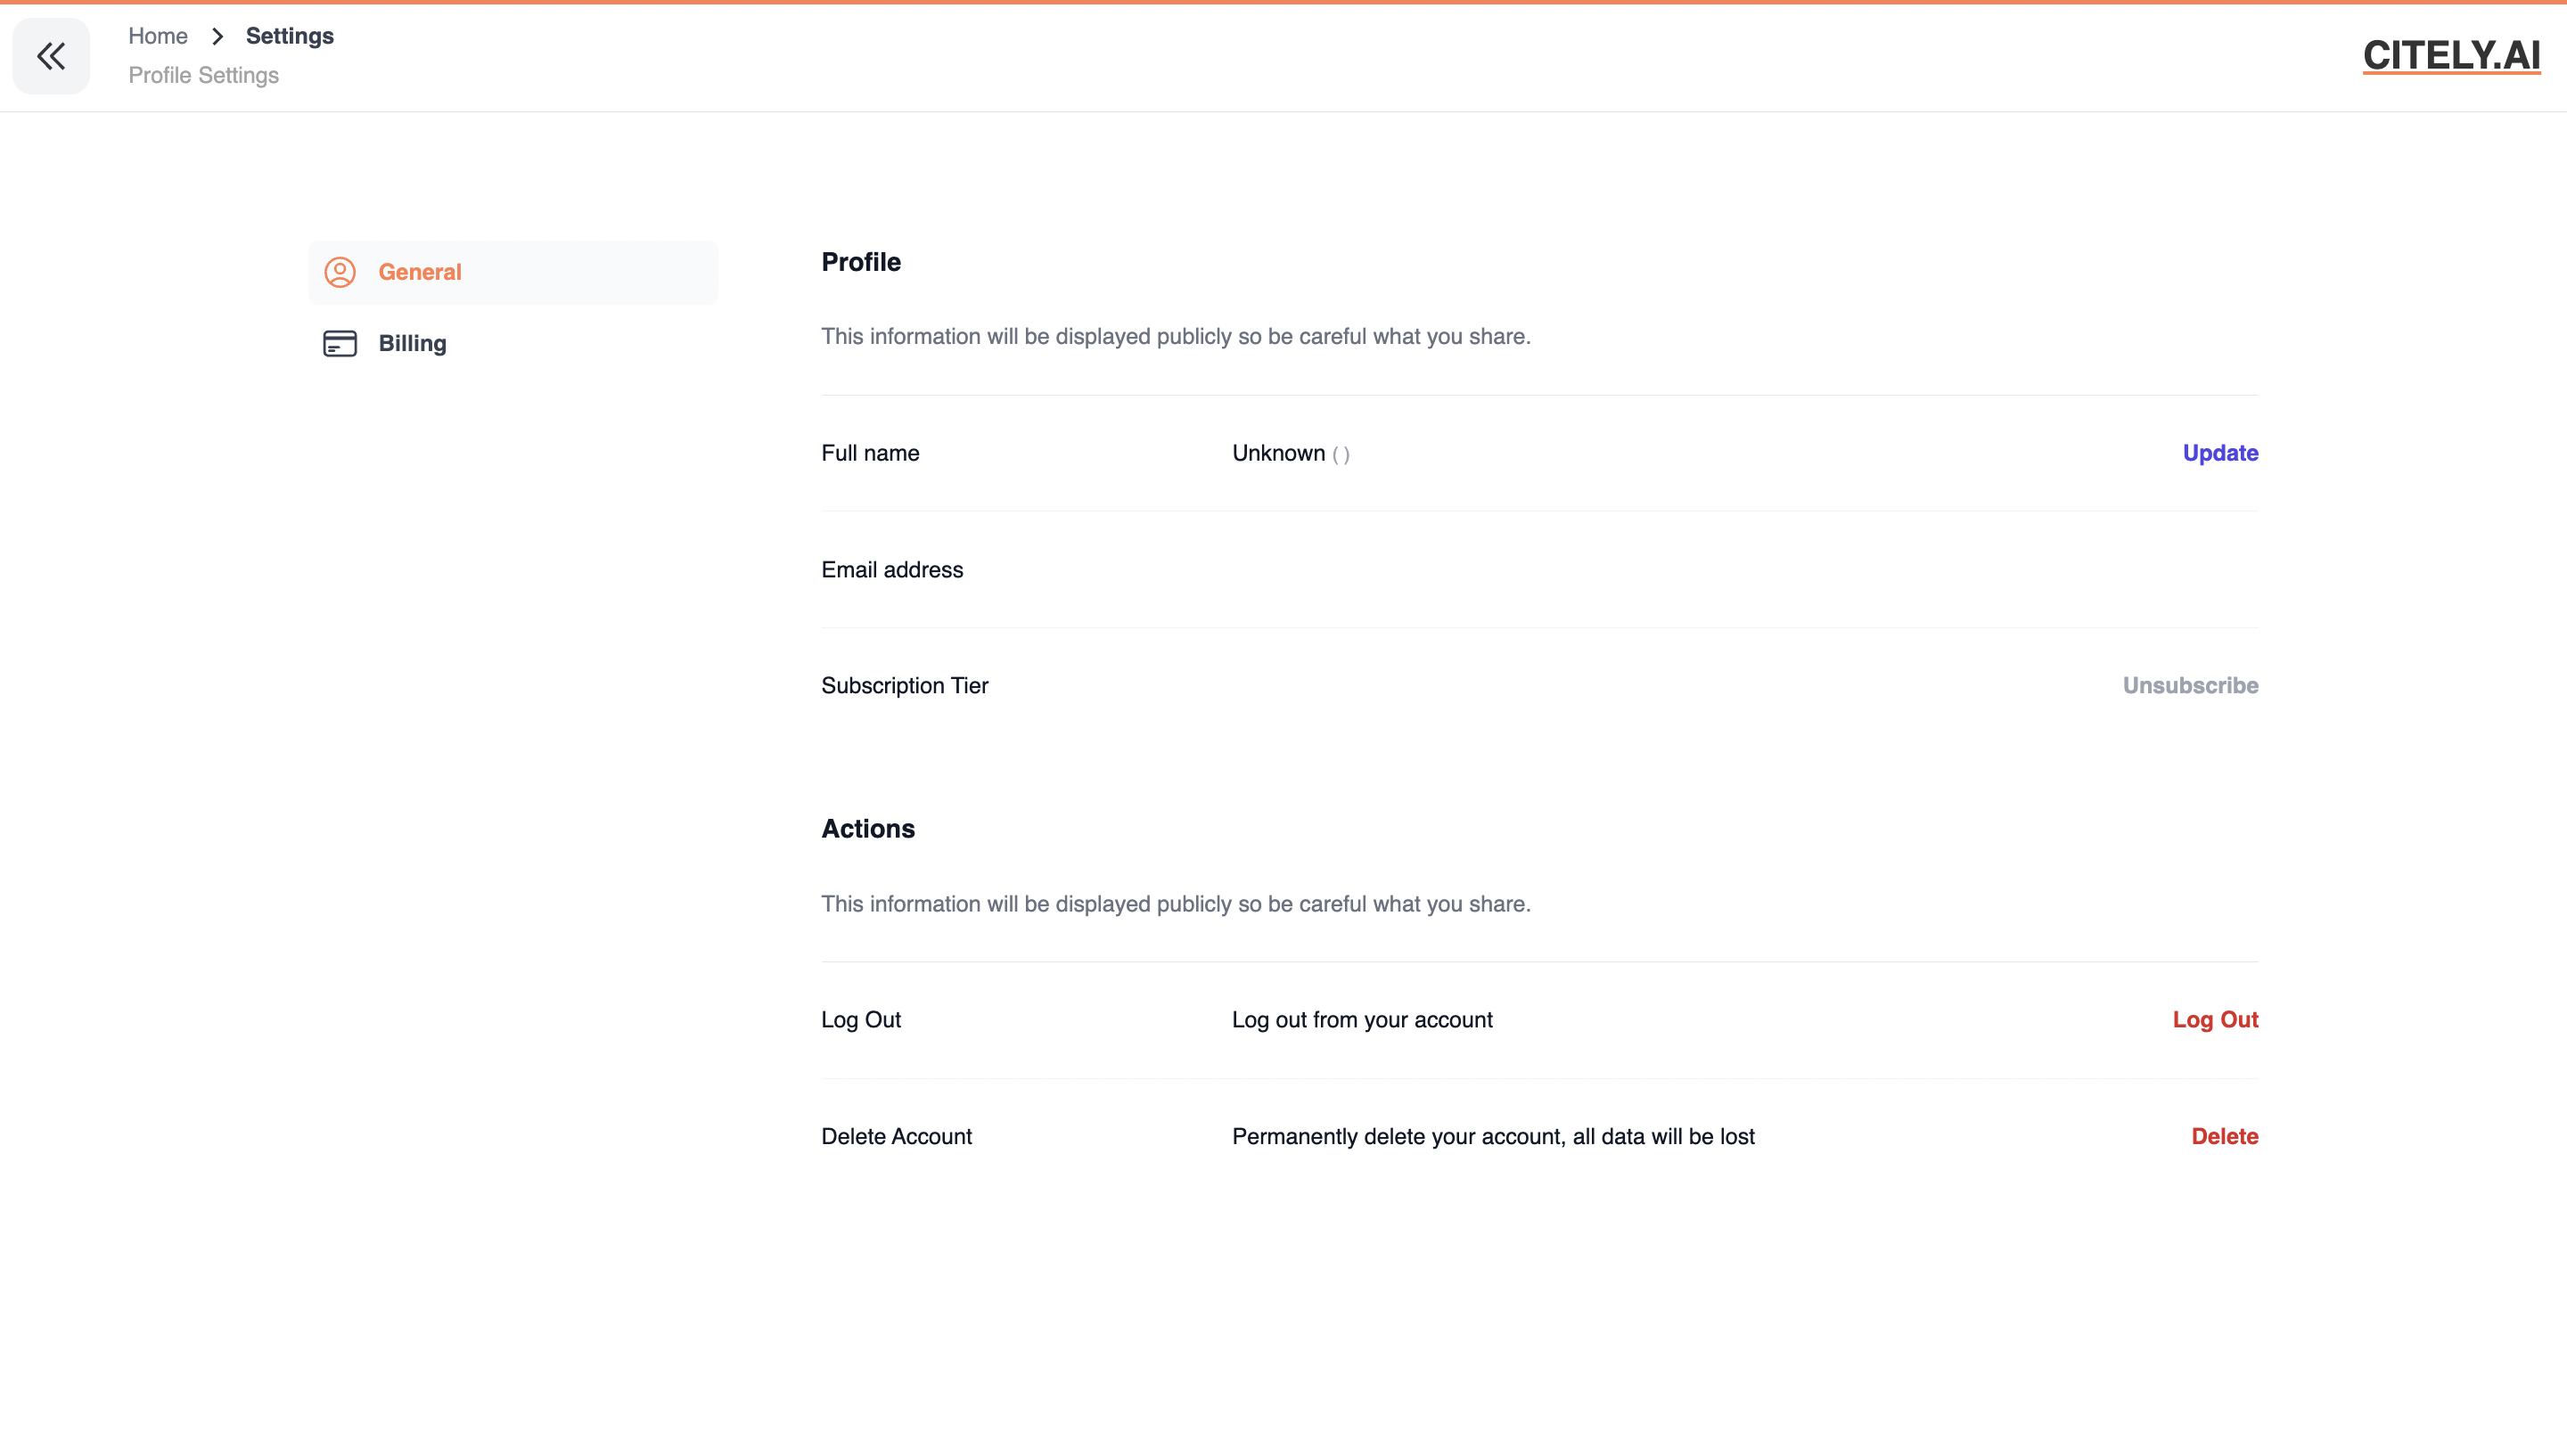 Home > Settings
Profile Settings
CITELY.AI
General
Billing
Profile
This information will be displayed publicly so be careful what you share.
Full name Unknown ( ) Update
Email address
Subscription Tier Unsubscribe
Actions
This information will be displayed publicly so be careful what you share.
Log Out Log out from your account Log Out
Delete Account Permanently delete your account, all data will be lost Delete